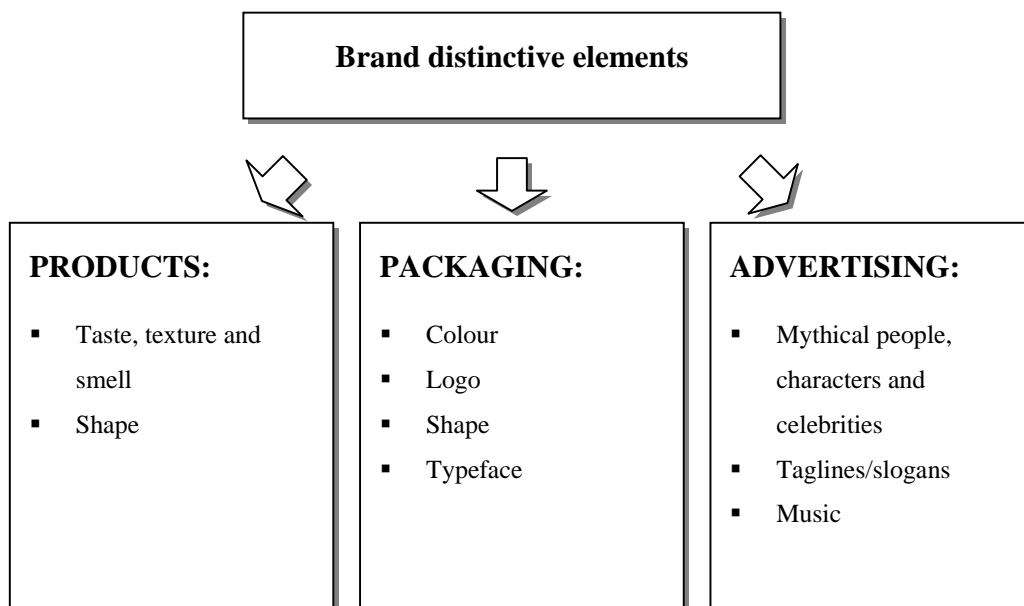 Brand distinctive elements
PRODUCTS:
▪ Taste, texture and
smell
▪ Shape
PACKAGING:
▪ Colour
▪ Logo
▪ Shape
▪ Typeface
ADVERTISING:
▪ Mythical people,
characters and
celebrities
▪ Taglines/slogans
▪ Music